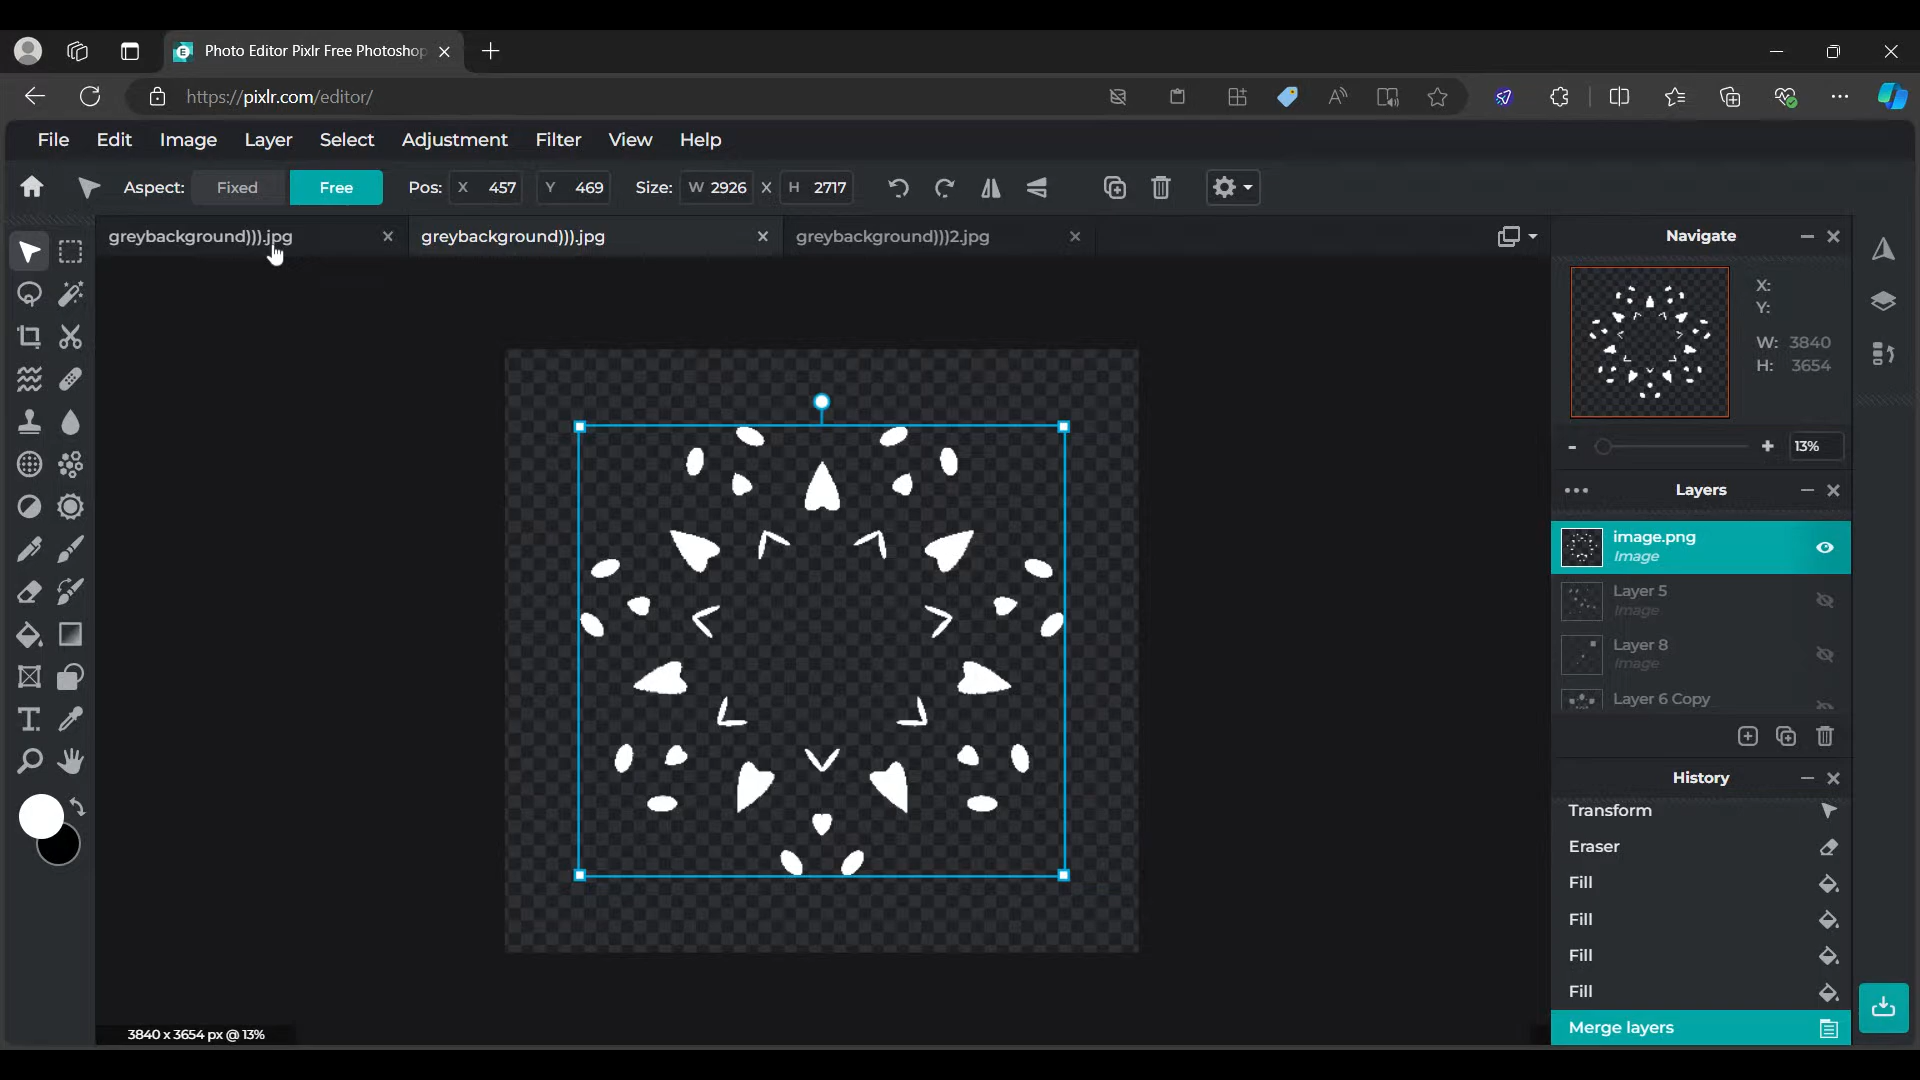 Photo Editor Pixlr Free Photoshop
https://pixlr.com/editor/
File Edit Image Layer Select Adjustment Filter View Help
Aspect: Fixed Free Pos: X 457 Y 469 Size: W 2926 X H 2717
greybackground))).jpg greybackground))).jpg greybackground)))2.jpg
Navigate
X:
Y:
W: 3840
H: 3654
- + 13%
Layers
image.png
Image
Layer 5
Image
Layer 8
Image
Layer 6 Copy
History
Transform
Eraser
Fill
Fill
Fill
Fill
Merge layers
3840 x 3654 px @ 13%